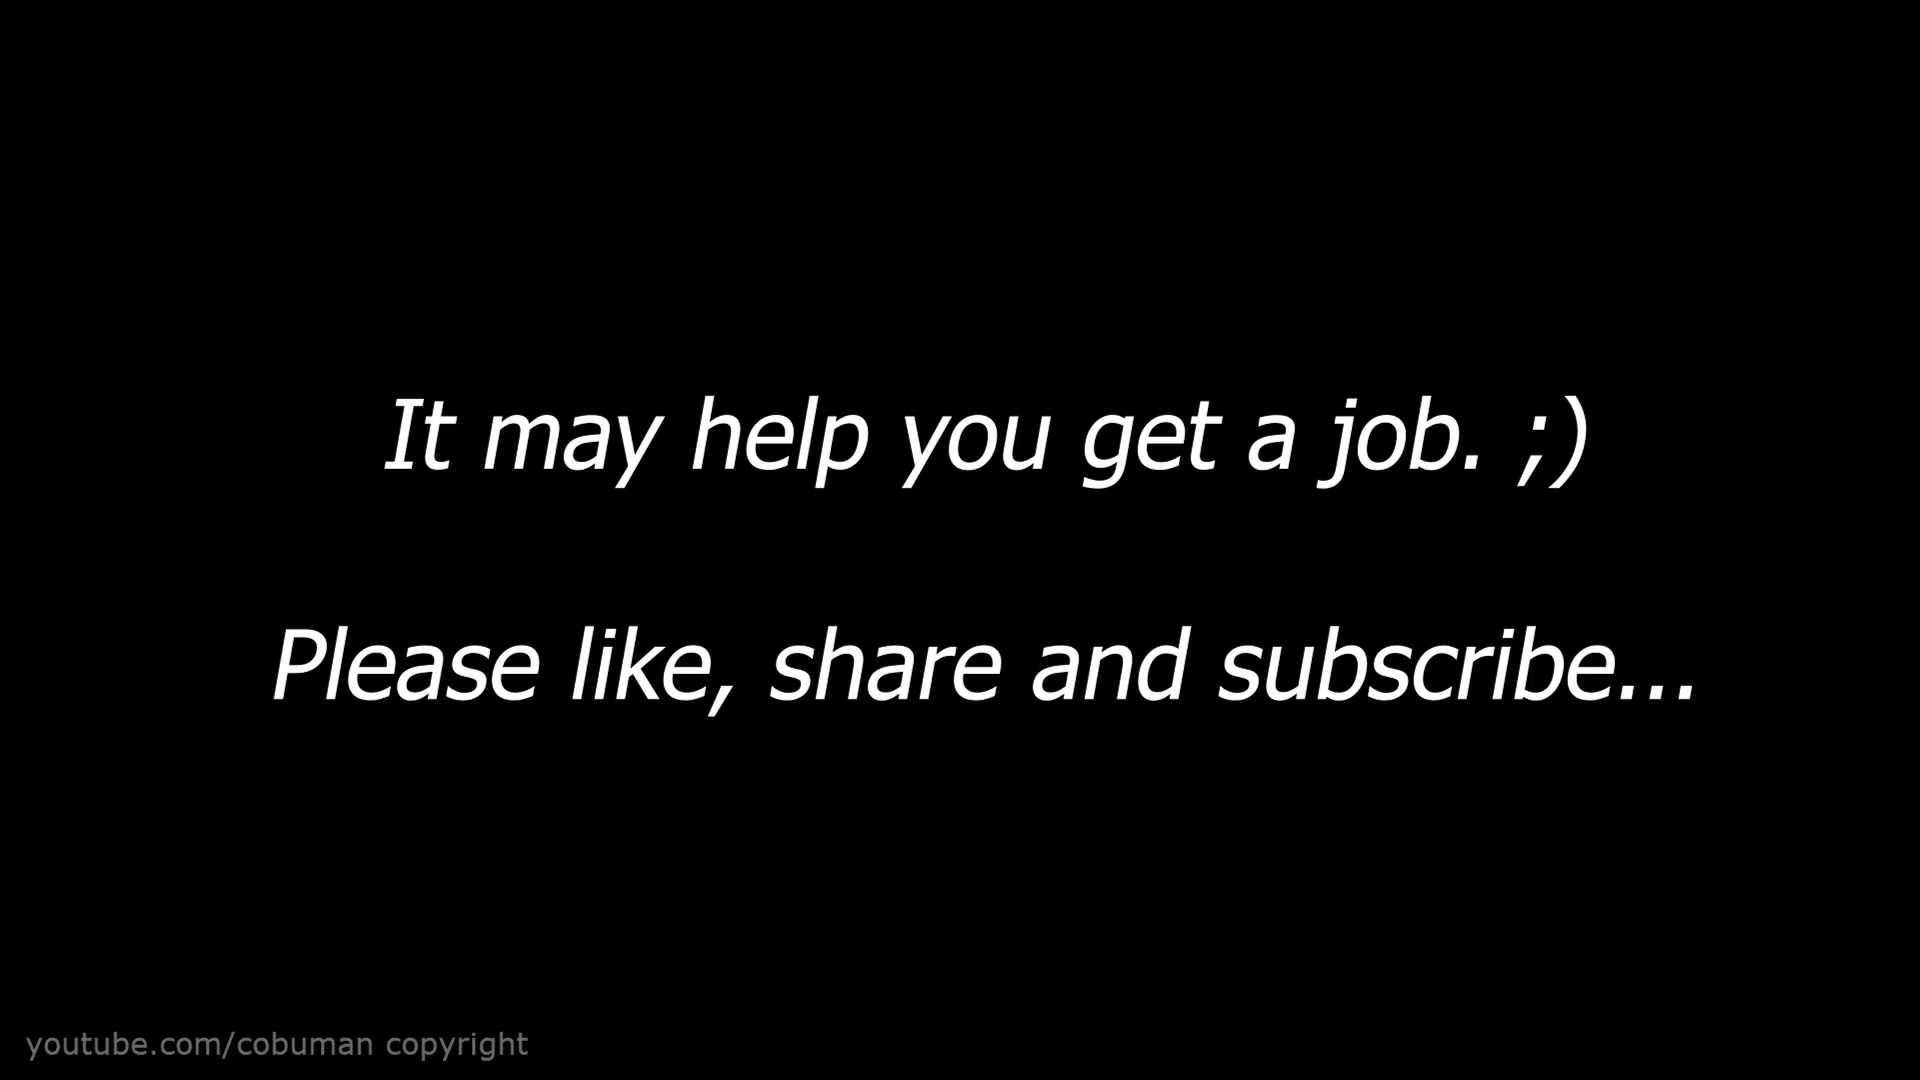 It may help you get a job. ;)
Please like, share and subscribe...
youtube.com/cobuman copyright